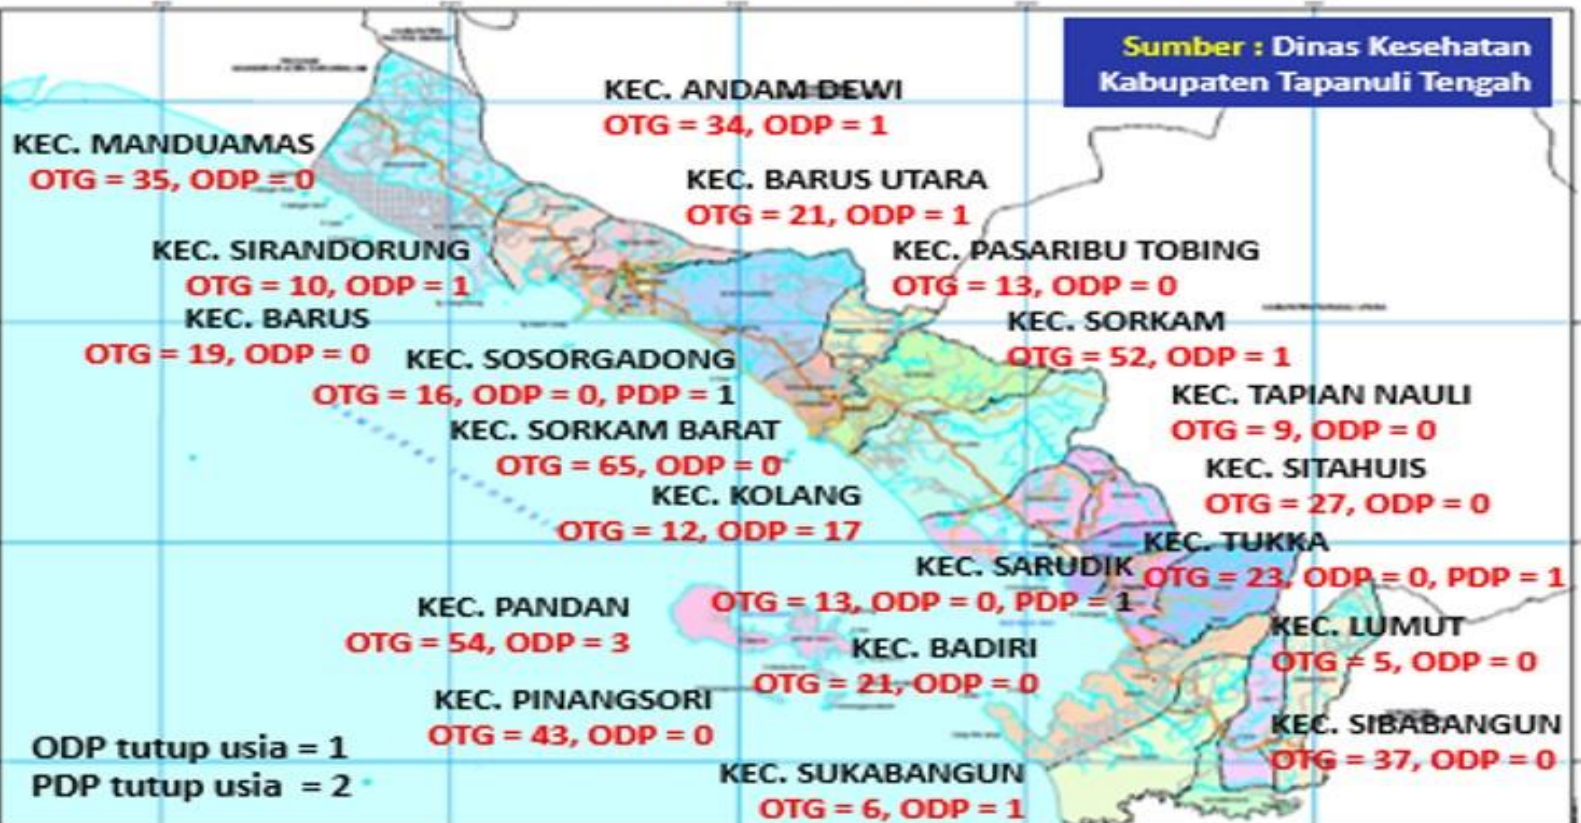 Sumber : Dinas Kesehatan
Kabupaten Tapanuli Tengah
KEC. ANDAM DEWI
OTG = 34, ODP = 1
KEC. MANDUAMAS
OTG = 35, ODP = 0
KEC. BARUS UTARA
OTG = 21, ODP = 1
KEC. SIRANDORUNG
OTG = 10, ODP = 1
KEC. PASARIBU TOBING
OTG = 13, ODP = 0
KEC. BARUS
OTG = 19, ODP = 0
KEC. SORKAM
OTG = 52, ODP = 1
KEC. SOSORGADONG
OTG = 16, ODP = 0, PDP = 1
KEC. TAPIAN NAULI
OTG = 9, ODP = 0
KEC. SORKAM BARAT
OTG = 65, ODP = 0
KEC. SITAHUIS
OTG = 27, ODP = 0
KEC. KOLANG
OTG = 12, ODP = 17
KEC. TUKKA
OTG = 23, ODP = 0, PDP = 1
KEC. SARUDIK
OTG = 13, ODP = 0, PDP = 1
KEC. PANDAN
OTG = 54, ODP = 3
KEC. LUMUT
OTG = 5, ODP = 0
KEC. BADIRI
OTG = 21, ODP = 0
KEC. PINANGSORI
OTG = 43, ODP = 0
KEC. SIBABANGUN
OTG = 37, ODP = 0
KEC. SUKABANGUN
OTG = 6, ODP = 1
ODP tutup usia = 1
PDP tutup usia = 2